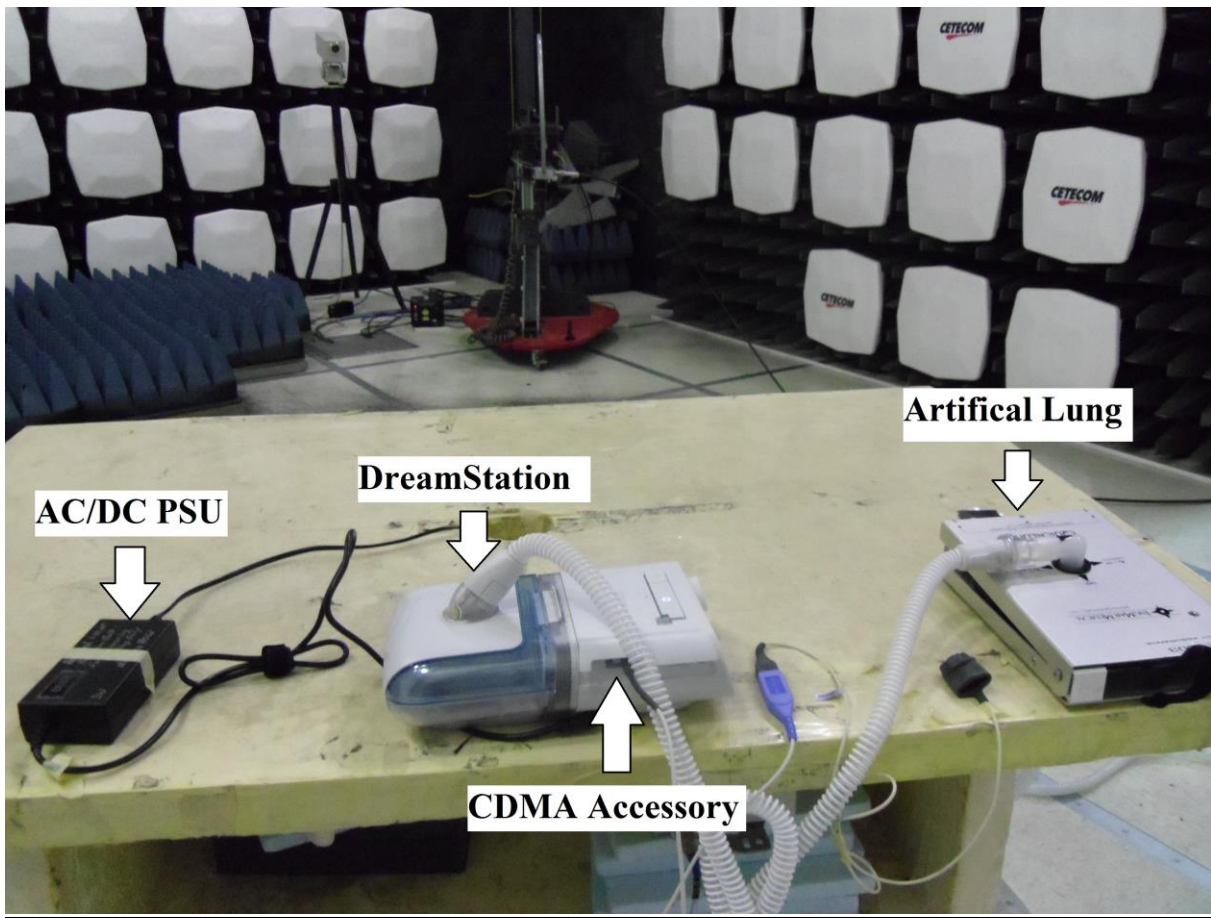 CETECOM
CETECOM
CETECOM
Artifical Lung
DreamStation
AC/DC PSU
CDMA Accessory